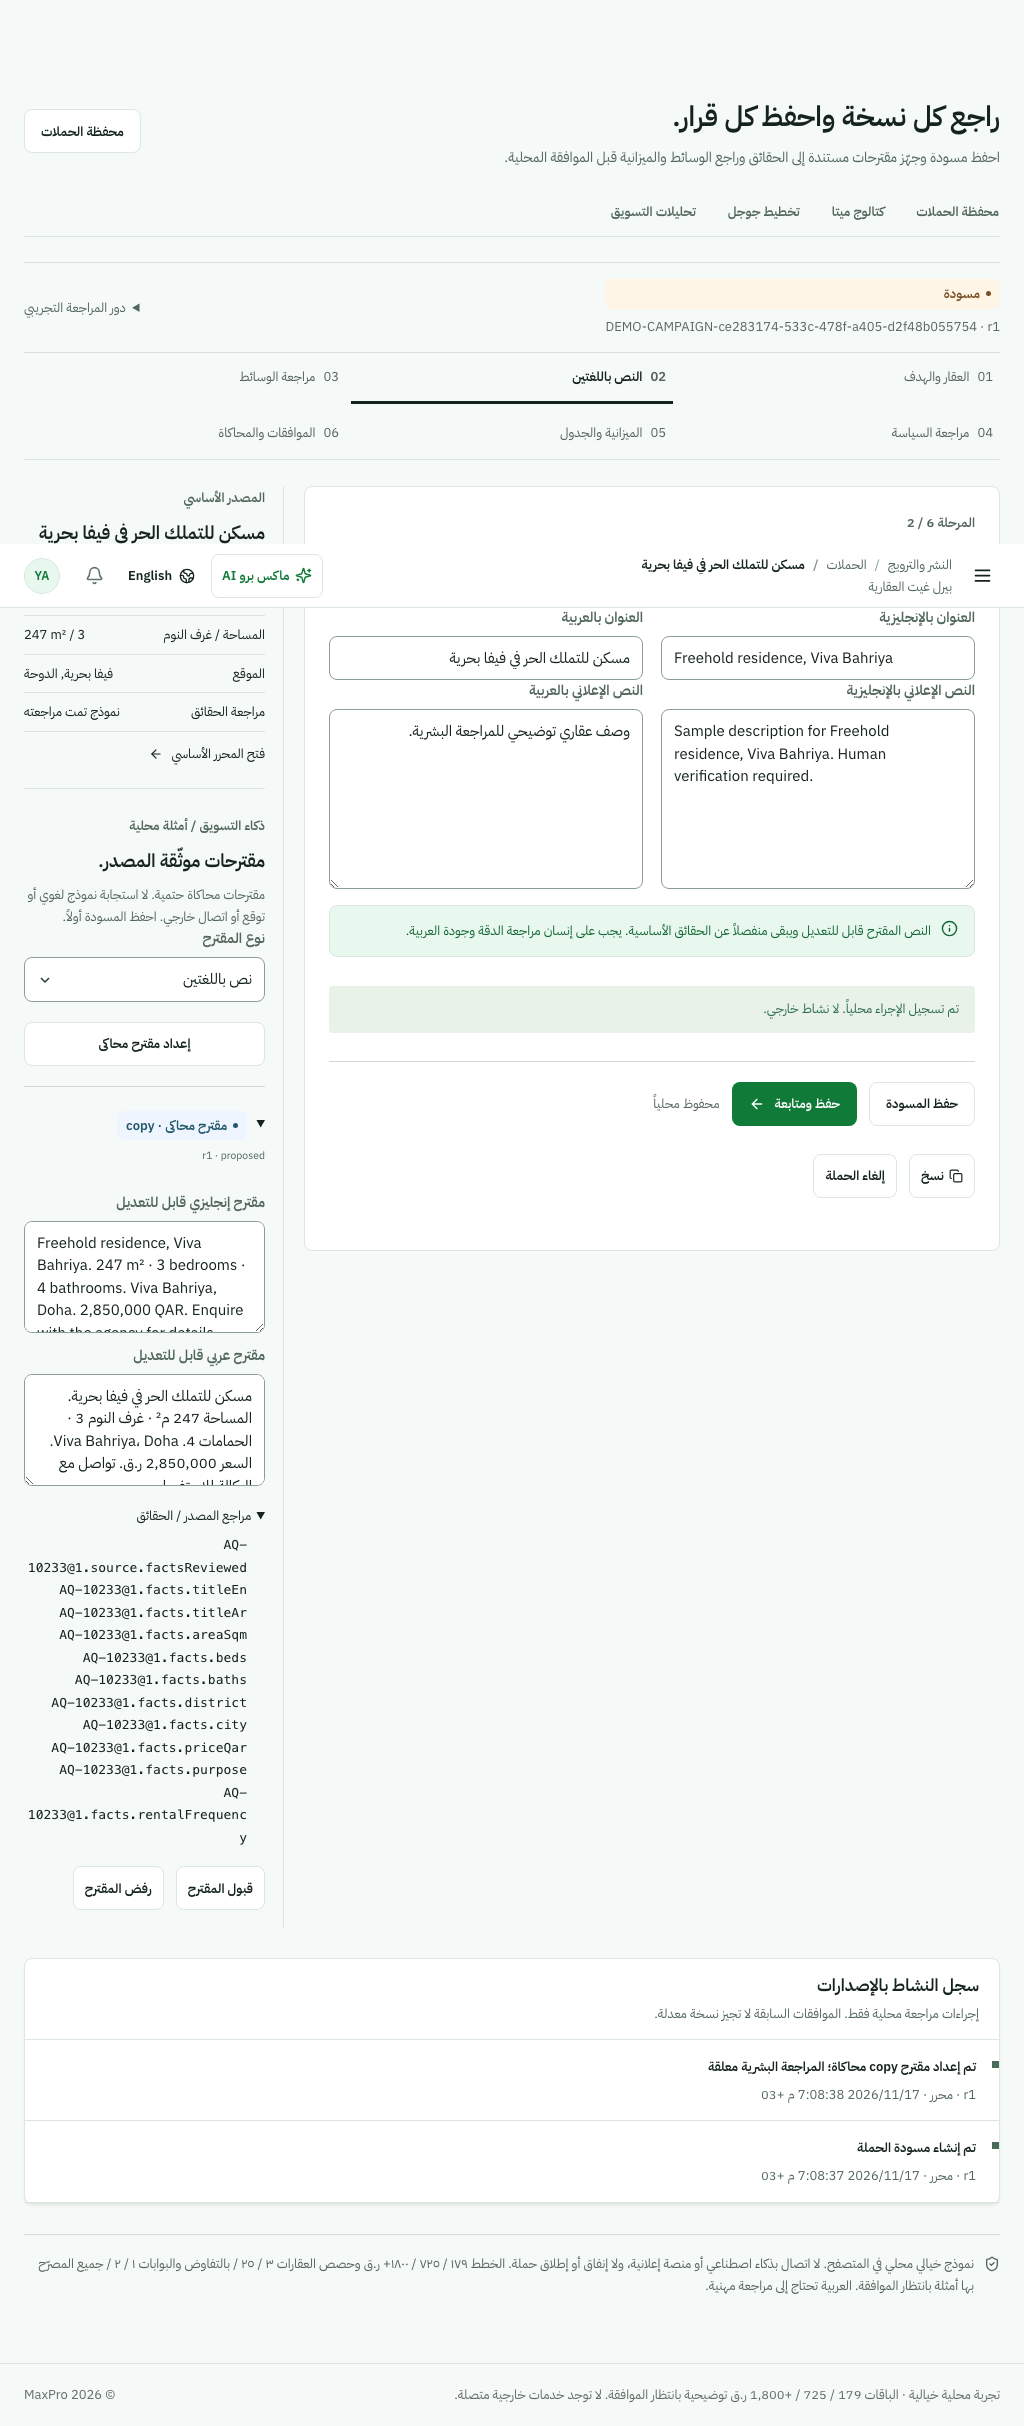 راجع كل نسخة واحفظ كل قرار.
احفظ مسودة وجهّز مقترحات مستندة إلى الحقائق وراجع الوسائط والميزانية قبل الموافقة المحلية.
محفظة الحملات
محفظة الحملات
كتالوج ميتا
تخطيط جوجل
تحليلات التسويق
مسودة
DEMO-CAMPAIGN-ce283174-533c-478f-a405-d2f48b055754 · r1
دور المراجعة التجريبي
01 العقار والهدف
02 النص باللغتين
03 مراجعة الوسائط
04 مراجعة السياسة
05 الميزانية والجدول
06 الموافقات والمحاكاة
المرحلة 6 / 2
النشر والترويج / الحملات / مسكن للتملك الحر في فيفا بحرية
بيرل غيت العقارية
ماكس برو AI
English
YA
العنوان بالإنجليزية
Freehold residence, Viva Bahriya
العنوان بالعربية
مسكن للتملك الحر في فيفا بحرية
النص الإعلاني بالإنجليزية
Sample description for Freehold
residence, Viva Bahriya. Human
verification required.
النص الإعلاني بالعربية
وصف عقاري توضيحي للمراجعة البشرية.
النص المقترح قابل للتعديل ويبقى منفصلاً عن الحقائق الأساسية. يجب على إنسان مراجعة الدقة وجودة العربية.
تم تسجيل الإجراء محلياً. لا نشاط خارجي.
حفظ المسودة
حفظ ومتابعة
محفوظ محلياً
نسخ
إلغاء الحملة
المصدر الأساسي
مسكن للتملك الحر في فيفا بحرية
المساحة / غرف النوم
247 m² / 3
الموقع
فيفا بحرية, الدوحة
مراجعة الحقائق
نموذج تمت مراجعته
فتح المحرر الأساسي
ذكاء التسويق / أمثلة محلية
مقترحات موثّقة المصدر.
مقترحات محاكاة حتمية. لا استجابة نموذج لغوي أو
توقع أو اتصال خارجي. احفظ المسودة أولاً.
نوع المقترح
نص باللغتين
إعداد مقترح محاكى
مقترح محاكى · copy
r1 · proposed
مقترح إنجليزي قابل للتعديل
Freehold residence, Viva
Bahriya. 247 m² · 3 bedrooms ·
4 bathrooms. Viva Bahriya,
Doha. 2,850,000 QAR. Enquire
with the agency for details
مقترح عربي قابل للتعديل
مسكن للتملك الحر في فيفا بحرية.
المساحة 247 م² · غرف النوم 3 ·
الحمامات 4. Viva Bahriya، Doha.
السعر 2,850,000 ر.ق. تواصل مع
مراجع المصدر / الحقائق
AQ-
10233@1.source.factsReviewed
AQ-10233@1.facts.titleEn
AQ-10233@1.facts.titleAr
AQ-10233@1.facts.areaSqm
AQ-10233@1.facts.beds
AQ-10233@1.facts.baths
AQ-10233@1.facts.district
AQ-10233@1.facts.city
AQ-10233@1.facts.priceQar
AQ-10233@1.facts.purpose
AQ-
10233@1.facts.rentalFrequenc
y
قبول المقترح
رفض المقترح
سجل النشاط بالإصدارات
إجراءات مراجعة محلية فقط. الموافقات السابقة لا تجيز نسخة معدلة.
تم إعداد مقترح copy محاكاة؛ المراجعة البشرية معلقة
r1 · محرر · 2026/11/17 7:08:38 م +03
تم إنشاء مسودة الحملة
r1 · محرر · 2026/11/17 7:08:37 م +03
نموذج خيالي محلي في المتصفح. لا اتصال بذكاء اصطناعي أو منصة إعلانية، ولا إنفاق أو إطلاق حملة. الخطط ١٧٩ / ٧٢٥ / ١٨٠٠+ ر.ق وحصص العقارات ٣ / ٢٥ / بالتفاوض والبوابات ١ / ٢ / جميع المصرّح
بها أمثلة بانتظار الموافقة. العربية تحتاج إلى مراجعة مهنية.
تجربة محلية خيالية · الباقات 179 / 725 / +1,800 ر.ق توضيحية بانتظار الموافقة. لا توجد خدمات خارجية متصلة.
© 2026 MaxPro